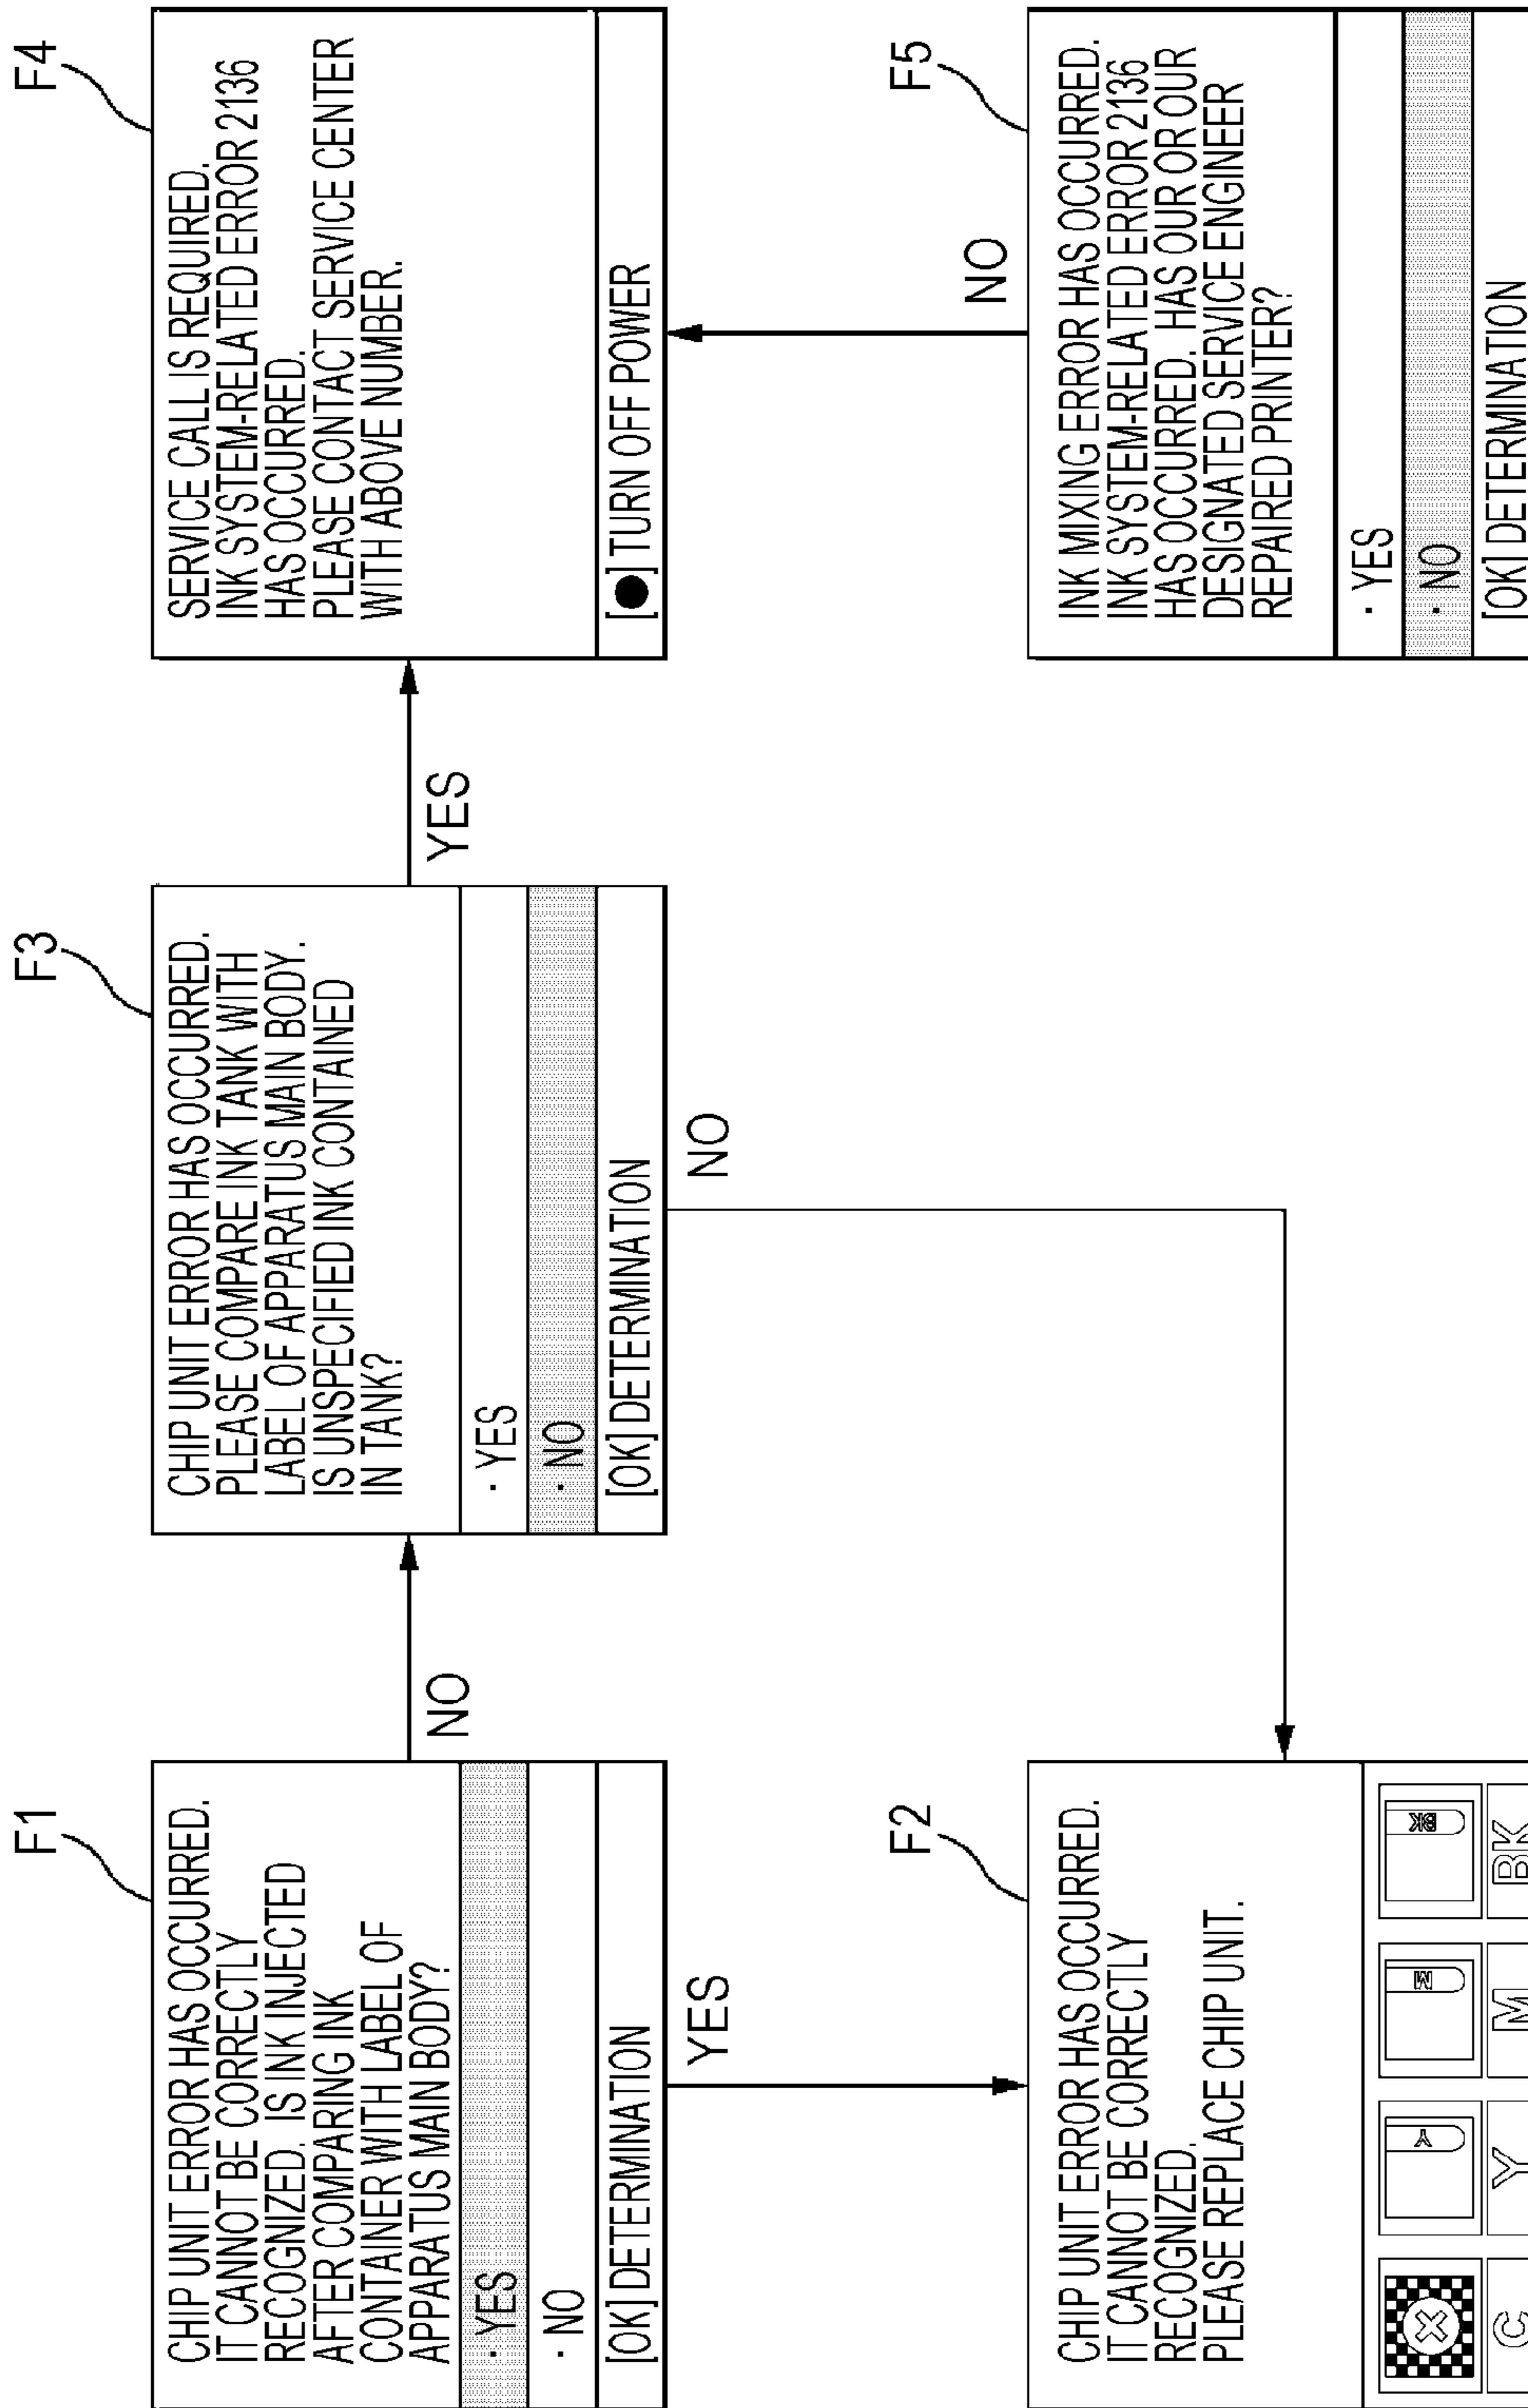 F1
CHIP UNIT ERROR HAS OCCURRED.
IT CANNOT BE CORRECTLY
RECOGNIZED. IS INK INJECTED
AFTER COMPARING INK
CONTAINER WITH LABEL OF
APPARATUS MAIN BODY?
· YES
· NO
[OK] DETERMINATION
NO
YES
F3
CHIP UNIT ERROR HAS OCCURRED.
PLEASE COMPARE INK TANK WITH
LABEL OF APPARATUS MAIN BODY.
IS UNSPECIFIED INK CONTAINED
IN TANK?
· YES
· NO
[OK] DETERMINATION
YES
NO
F4
SERVICE CALL IS REQUIRED.
INK SYSTEM-RELATED ERROR 2136
HAS OCCURRED.
PLEASE CONTACT SERVICE CENTER
WITH ABOVE NUMBER.
[●] TURN OFF POWER
F2
CHIP UNIT ERROR HAS OCCURRED.
IT CANNOT BE CORRECTLY
RECOGNIZED.
PLEASE REPLACE CHIP UNIT.
Y M BK
C Y M BK
F5
INK MIXING ERROR HAS OCCURRED.
INK SYSTEM-RELATED ERROR 2136
HAS OCCURRED. HAS OUR OR OUR
DESIGNATED SERVICE ENGINEER
REPAIRED PRINTER?
· YES
· NO
[OK] DETERMINATION
NO